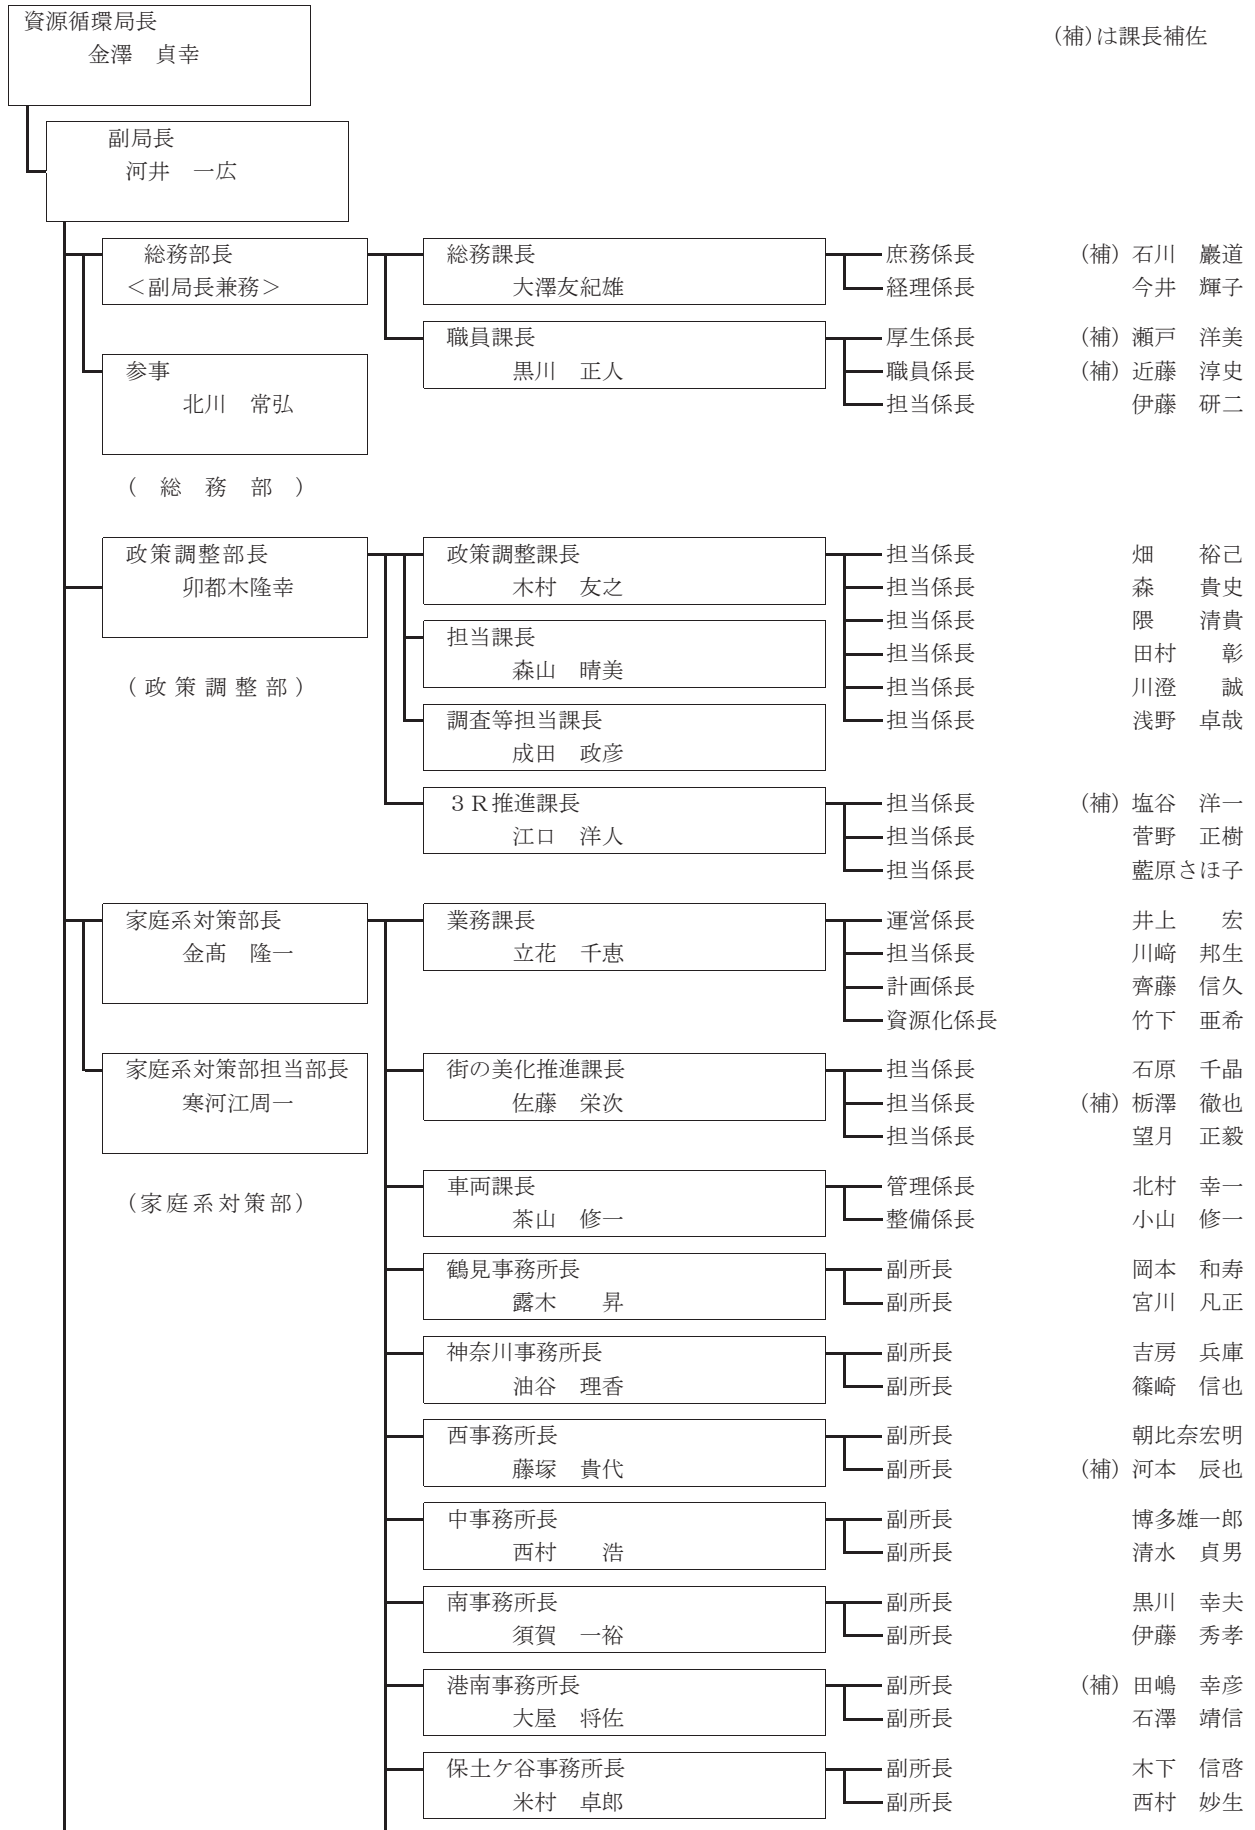 資源循環局長
金澤　貞幸
(補)は課長補佐
副局長
河井　一広
総務部長
＜副局長兼務＞
総務課長
大澤友紀雄
庶務係長　(補) 石川　巖道
経理係長　今井　輝子
職員課長
黒川　正人
厚生係長　(補) 瀬戸　洋美
職員係長　(補) 近藤　淳史
担当係長　伊藤　研二
参事
北川　常弘
(　総　務　部　)
政策調整部長
卯都木隆幸
(政策調整部)
政策調整課長
木村　友之
担当係長　畑　　裕己
担当係長　森　　貴史
担当係長　隈　　清貴
担当係長　田村　　彰
担当係長　川澄　　誠
担当係長　浅野　卓哉
担当課長
森山　晴美
調査等担当課長
成田　政彦
３Ｒ推進課長
江口　洋人
担当係長　(補) 塩谷　洋一
担当係長　菅野　正樹
担当係長　藍原さほ子
家庭系対策部長
金髙　隆一
業務課長
立花　千恵
運営係長　井上　　宏
担当係長　川﨑　邦生
計画係長　齊藤　信久
資源化係長　竹下　亜希
家庭系対策部担当部長
寒河江周一
(家庭系対策部)
街の美化推進課長
佐藤　栄次
担当係長　石原　千晶
担当係長　(補) 栃澤　徹也
担当係長　望月　正毅
車両課長
茶山　修一
管理係長　北村　幸一
整備係長　小山　修一
鶴見事務所長
露木　　昇
副所長　岡本　和寿
副所長　宮川　凡正
神奈川事務所長
油谷　理香
副所長　吉房　兵庫
副所長　篠崎　信也
西事務所長
藤塚　貴代
副所長　朝比奈宏明
副所長　(補) 河本　辰也
中事務所長
西村　　浩
副所長　博多雄一郎
副所長　清水　貞男
南事務所長
須賀　一裕
副所長　黒川　幸夫
副所長　伊藤　秀孝
港南事務所長
大屋　将佐
副所長　(補) 田嶋　幸彦
副所長　石澤　靖信
保土ケ谷事務所長
米村　卓郎
副所長　木下　信啓
副所長　西村　妙生